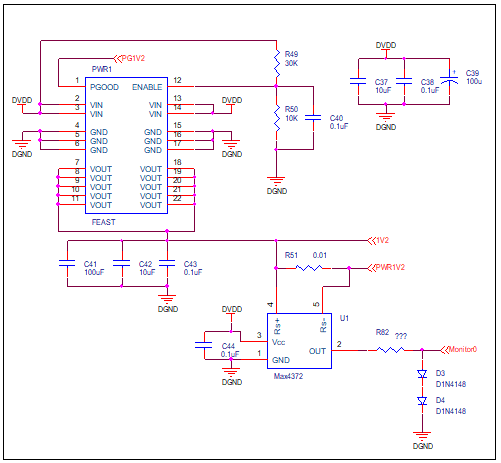 PG1V2
PWR1
R49
30K
DVDD
1 PGOOD ENABLE 12
DVDD
2 VIN VIN 13
3 VIN VIN 14
DVDD
4 GND GND 15
5 GND GND 16
6 GND GND 17
DGND
DGND
7 VOUT VOUT 18
8 VOUT VOUT 19
9 VOUT VOUT 20
10 VOUT VOUT 21
11 VOUT VOUT 22
FEAST
R50
10K
C40
0.1uF
DGND
C37
10uF
C38
0.1uF
C39
100u
+
DGND
1V2
C41
100uF
C42
10uF
C43
0.1uF
DGND
R51 0.01
PWR1V2
4
5
RS+
RS-
U1
DVDD
3 Vcc
1 GND
OUT 2
Max4372
C44
0.1uF
DGND
R82
???
Monitor0
D3
D1N4148
D4
D1N4148
DGND